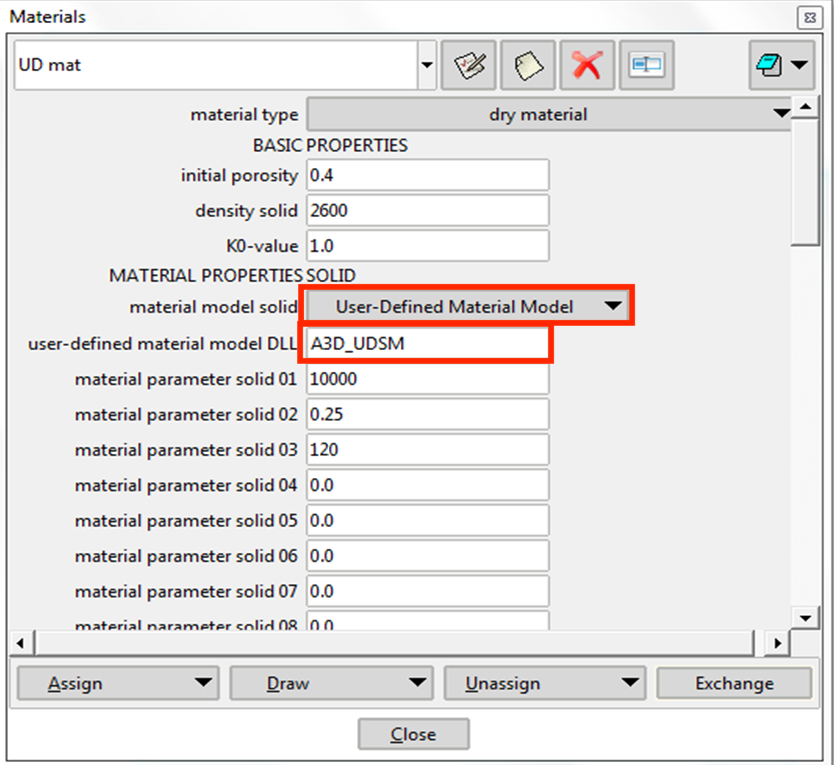 Materials
UD mat
material type dry material
BASIC PROPERTIES
initial porosity 0.4
density solid 2600
K0-value 1.0
MATERIAL PROPERTIES SOLID
material model solid User-Defined Material Model
user-defined material model DLL A3D_UDSM
material parameter solid 01 10000
material parameter solid 02 0.25
material parameter solid 03 120
material parameter solid 04 0.0
material parameter solid 05 0.0
material parameter solid 06 0.0
material parameter solid 07 0.0
material parameter solid 08 0.0
Assign Draw Unassign Exchange
Close